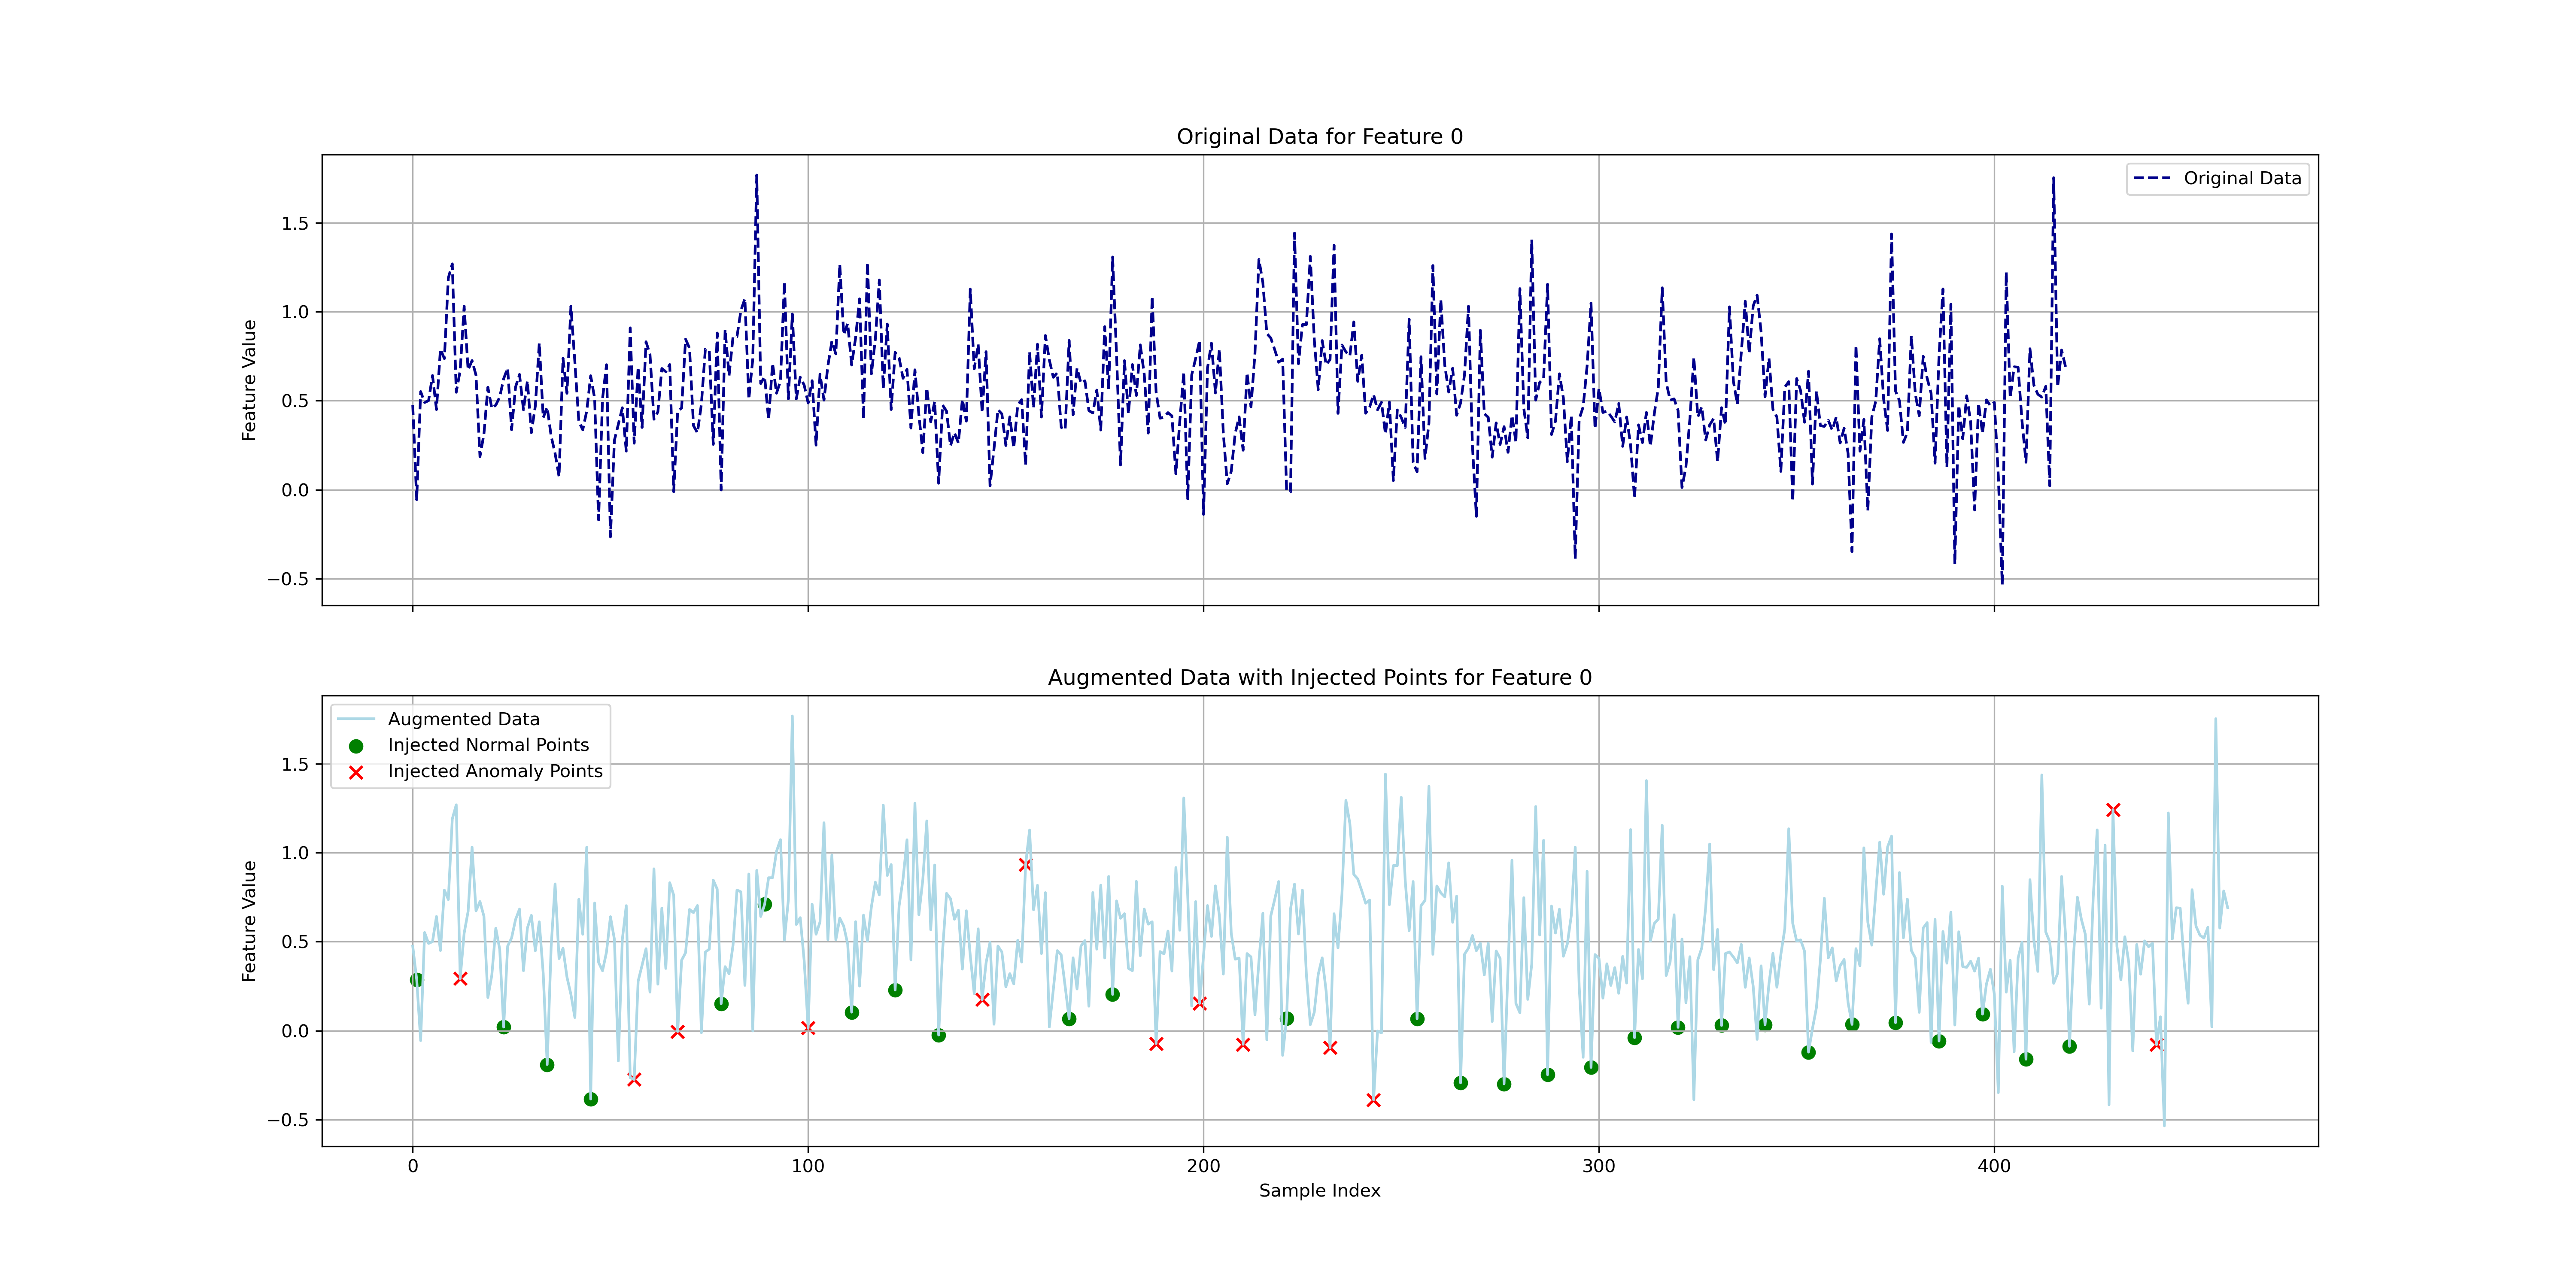 Original Data for Feature 0
Original Data
Feature Value
1.5
1.0
0.5
0.0
−0.5
Augmented Data with Injected Points for Feature 0
Augmented Data
Injected Normal Points
Injected Anomaly Points
Feature Value
1.5
1.0
0.5
0.0
−0.5
0 100 200 300 400
Sample Index